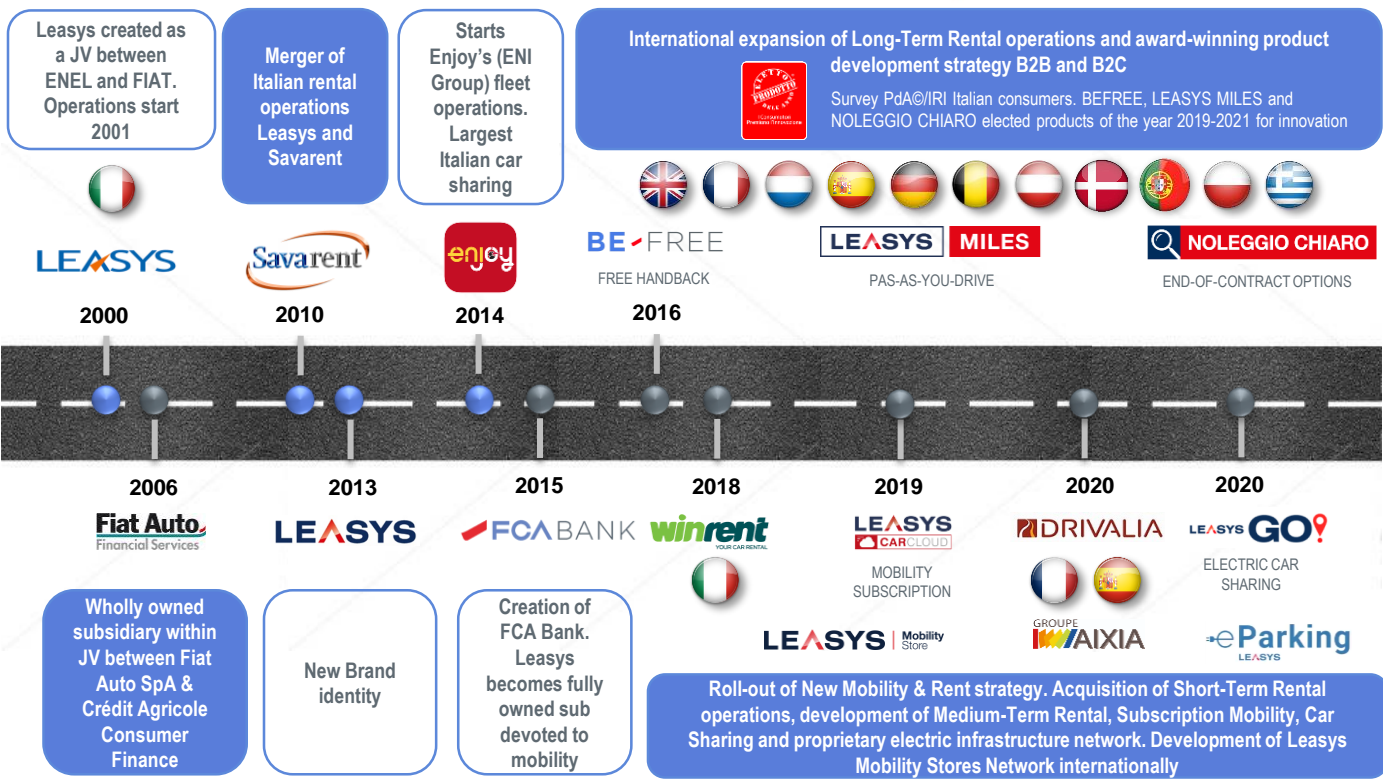 Leasys created as
a JV between
ENEL and FIAT.
Operations start
2001
Merger of
Italian rental
operations
Leasys and
Savarent
Starts
Enjoy's (ENI
Group) fleet
operations.
Largest
Italian car
sharing
International expansion of Long-Term Rental operations and award-winning product
development strategy B2B and B2C
ELETTO
PRODOTTO
DELL'ANNO
Survey PdA©/IRI Italian consumers. BEFREE, LEASYS MILES and
NOLEGGIO CHIARO elected products of the year 2019-2021 for innovation
LEASYS
Savarent
enjoy
BE FREE
FREE HANDBACK
LEASYS MILES
PAS-AS-YOU-DRIVE
NOLEGGIO CHIARO
END-OF-CONTRACT OPTIONS
2000
2010
2014
2016
2006
2013
2015
2018
2019
2020
2020
Fiat Auto
Financial Services
LEASYS
FCA BANK
winrent
YOUR CAR RENTAL
LEASYS
CARCLOUD
MOBILITY
SUBSCRIPTION
DRIVALIA
LEASYS GO!
ELECTRIC CAR
SHARING
LEASYS Mobility
Store
GROUPE
AIXIA
eParking
LEASYS
Wholly owned
subsidiary within
JV between Fiat
Auto SpA &
Crédit Agricole
Consumer
Finance
New Brand
identity
Creation of
FCA Bank.
Leasys
becomes fully
owned sub
devoted to
mobility
Roll-out of New Mobility & Rent strategy. Acquisition of Short-Term Rental
operations, development of Medium-Term Rental, Subscription Mobility, Car
Sharing and proprietary electric infrastructure network. Development of Leasys
Mobility Stores Network internationally